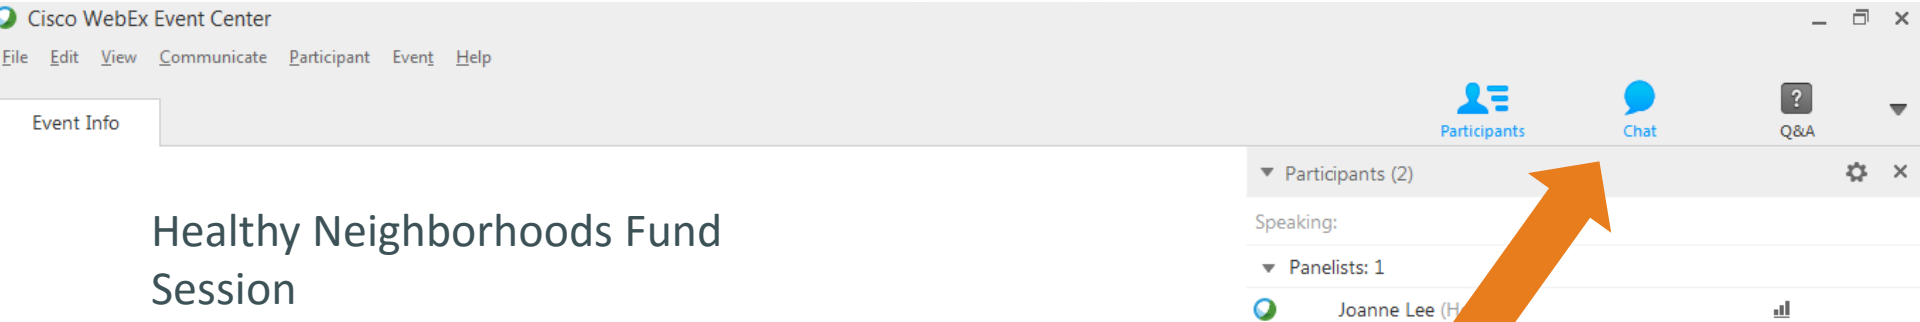 Cisco WebEx Event Center
File Edit View Communicate Participant Event Help
Participants Chat ? Q&A
Event Info
Participants (2)
Speaking:
Healthy Neighborhoods Fund
Session
Panelists: 1
Joanne Lee